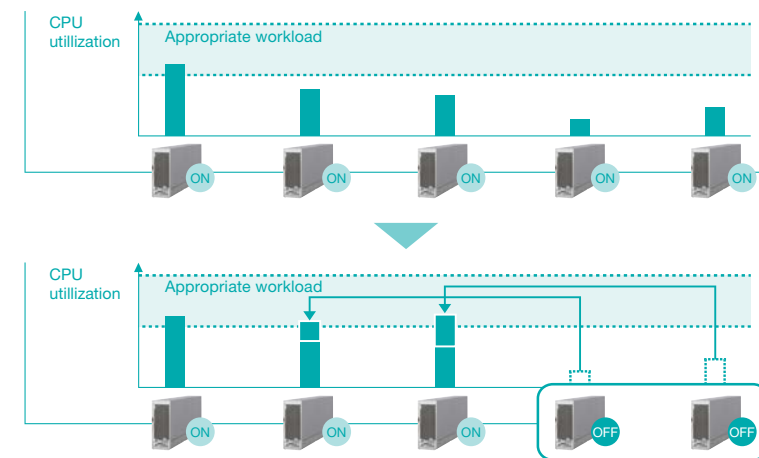 CPU
utillization
Appropriate workload
ON
ON
ON
ON
ON
CPU
utillization
Appropriate workload
ON
ON
ON
OFF
OFF